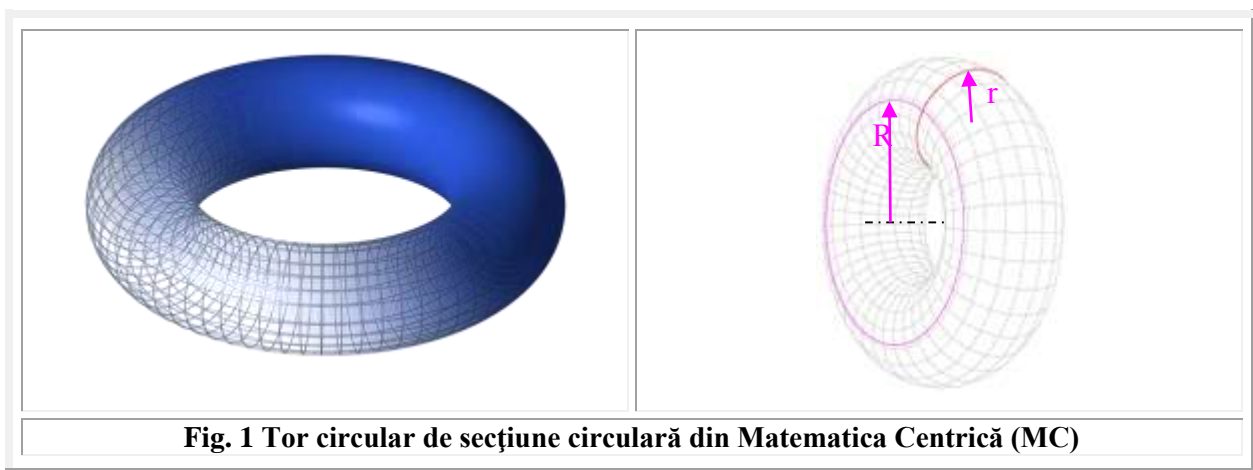 R
r
Fig. 1 Tor circular de secţiune circulară din Matematica Centrică (MC)